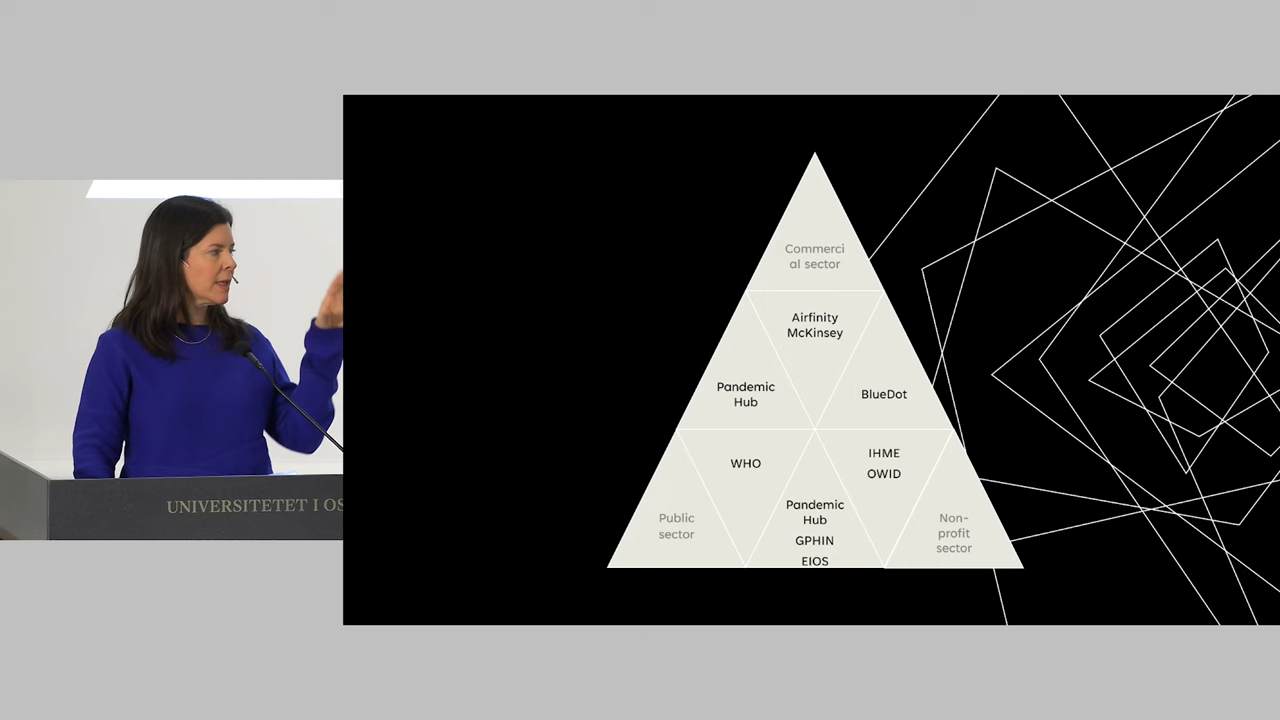 UNIVERSITETET I OS
Commerci
al sector
Airfinity
McKinsey
Pandemic
Hub
BlueDot
WHO
IHME
OWID
Public
sector
Pandemic
Hub
GPHIN
EIOS
Non-
profit
sector